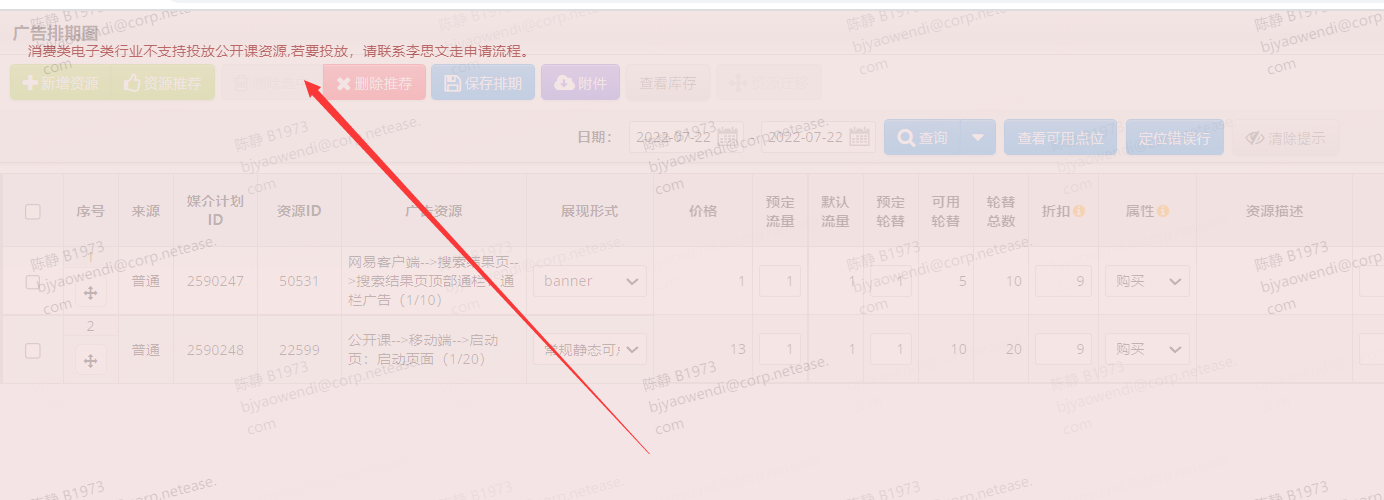 广告排期圈
消费类电子类行业不支持投放公开课资源,若要投放，请联系李思文走申请流程。
新增资源 资源推荐 删除推荐 保存排期 附件 查看库存
日期： 2022-07-22 - 2022-07-22 查询 查看可用点位 定位错误行 清除提示
序号 来源 媒介计划ID 资源ID 广告资源 展现形式 价格 预定流量 默认流量 预定轮替 可用轮替 轮替总数 折扣 属性 资源描述
1 普通 2590247 50531 网易客户端-->搜索结果页-->搜索结果页顶部通栏：通栏广告（1/10） banner 1 1 1 1 5 10 9 购买
2 普通 2590248 22599 公开课-->移动端-->启动页：启动页面（1/20） 常规静态可点 13 1 1 1 10 20 9 购买
陈静 B1973
bjyaowendi@corp.netease.
com